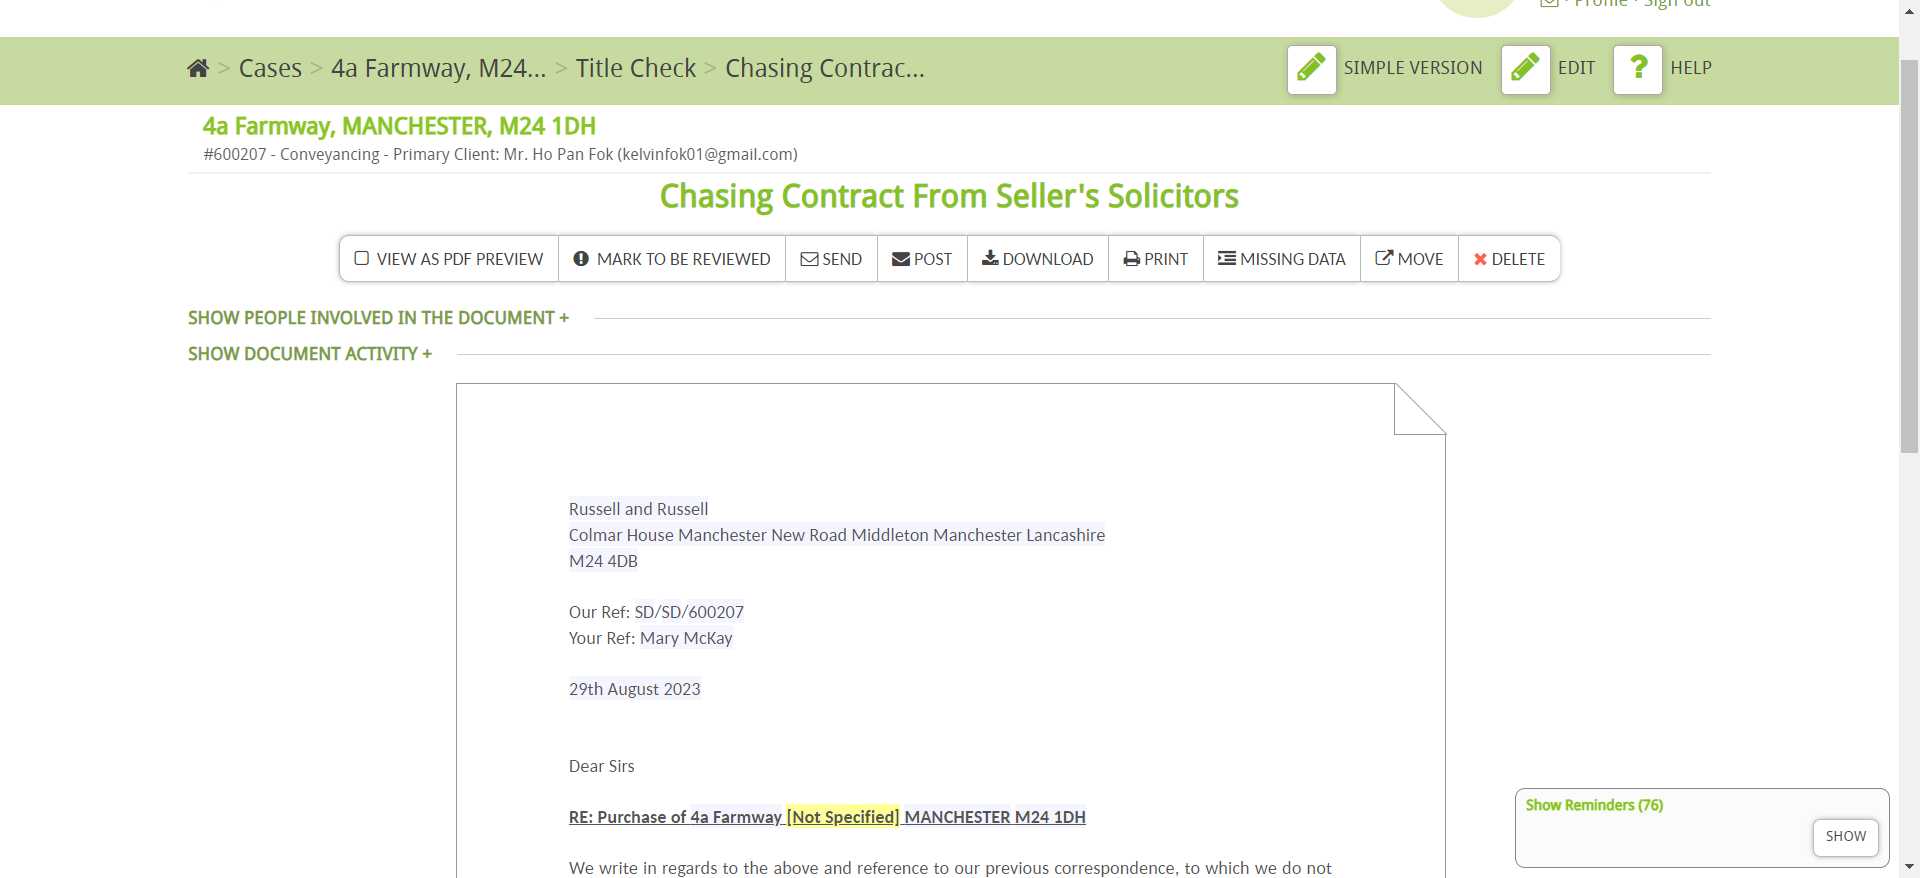 Profile · Sign out
> Cases > 4a Farmway, M24... > Title Check > Chasing Contrac...
SIMPLE VERSION EDIT ? HELP
4a Farmway, MANCHESTER, M24 1DH
#600207 - Conveyancing - Primary Client: Mr. Ho Pan Fok (kelvinfok01@gmail.com)
Chasing Contract From Seller's Solicitors
VIEW AS PDF PREVIEW MARK TO BE REVIEWED SEND POST DOWNLOAD PRINT MISSING DATA MOVE DELETE
SHOW PEOPLE INVOLVED IN THE DOCUMENT +
SHOW DOCUMENT ACTIVITY +
Russell and Russell
Colmar House Manchester New Road Middleton Manchester Lancashire
M24 4DB
Our Ref: SD/SD/600207
Your Ref: Mary McKay
29th August 2023
Dear Sirs
RE: Purchase of 4a Farmway [Not Specified] MANCHESTER M24 1DH
We write in regards to the above and reference to our previous correspondence, to which we do not
Show Reminders (76)
SHOW